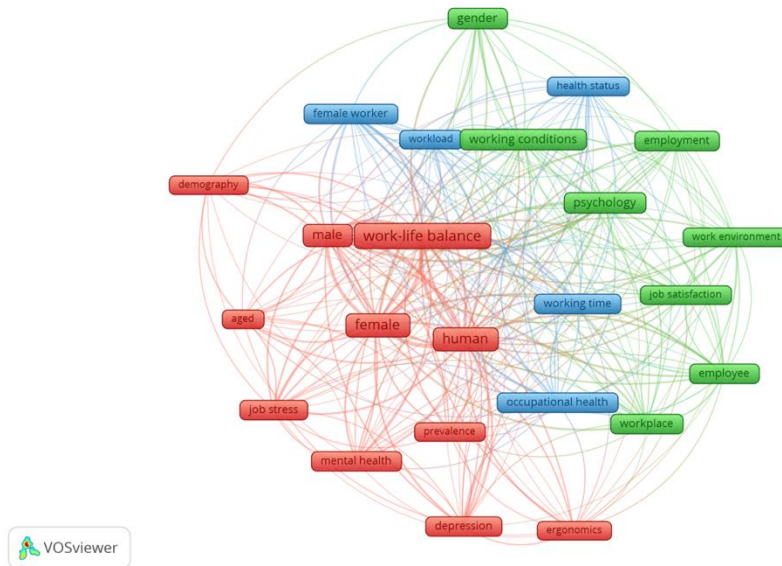 gender
health status
female worker
workload
working conditions
employment
demography
psychology
male
work-life balance
work environment
job satisfaction
working time
aged
female
human
employee
occupational health
job stress
workplace
prevalence
mental health
depression
ergonomics
VOSviewer